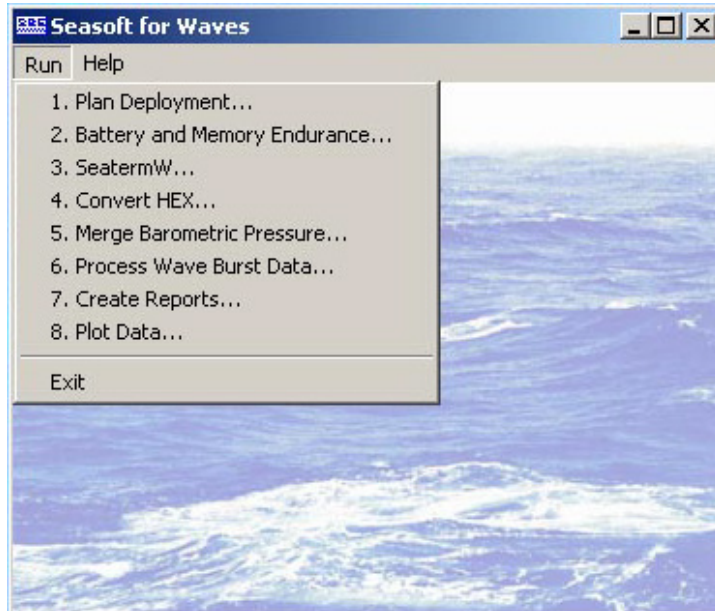 Seasoft for Waves
Run Help
1. Plan Deployment...
2. Battery and Memory Endurance...
3. SeatermW...
4. Convert HEX...
5. Merge Barometric Pressure...
6. Process Wave Burst Data...
7. Create Reports...
8. Plot Data...
Exit